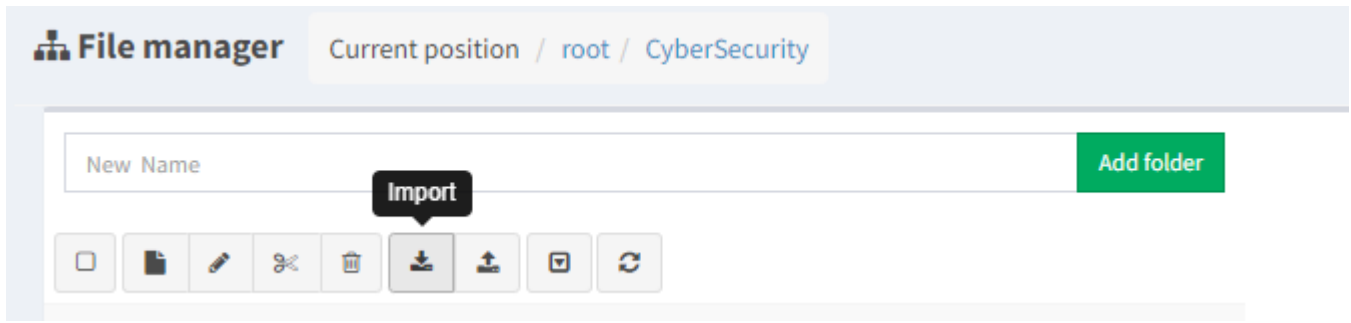 File manager Current position / root / CyberSecurity
New Name Add folder
Import